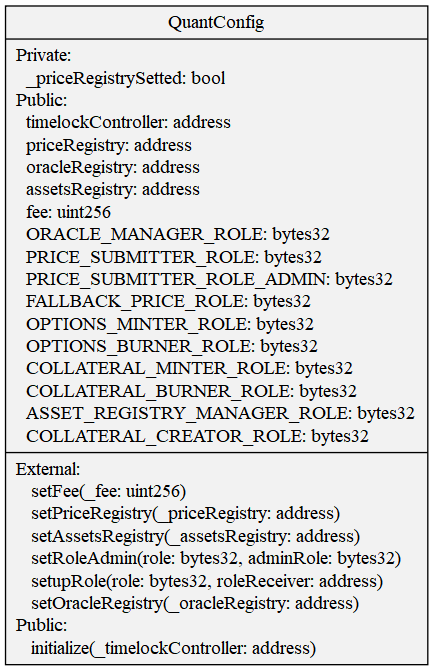 QuantConfig
Private:
_priceRegistrySetted: bool
Public:
timelockController: address
priceRegistry: address
oracleRegistry: address
assetsRegistry: address
fee: uint256
ORACLE_MANAGER_ROLE: bytes32
PRICE_SUBMITTER_ROLE: bytes32
PRICE_SUBMITTER_ROLE_ADMIN: bytes32
FALLBACK_PRICE_ROLE: bytes32
OPTIONS_MINTER_ROLE: bytes32
OPTIONS_BURNER_ROLE: bytes32
COLLATERAL_MINTER_ROLE: bytes32
COLLATERAL_BURNER_ROLE: bytes32
ASSET_REGISTRY_MANAGER_ROLE: bytes32
COLLATERAL_CREATOR_ROLE: bytes32
External:
setFee(_fee: uint256)
setPriceRegistry(_priceRegistry: address)
setAssetsRegistry(_assetsRegistry: address)
setRoleAdmin(role: bytes32, adminRole: bytes32)
setupRole(role: bytes32, roleReceiver: address)
setOracleRegistry(_oracleRegistry: address)
Public:
initialize(_timelockController: address)